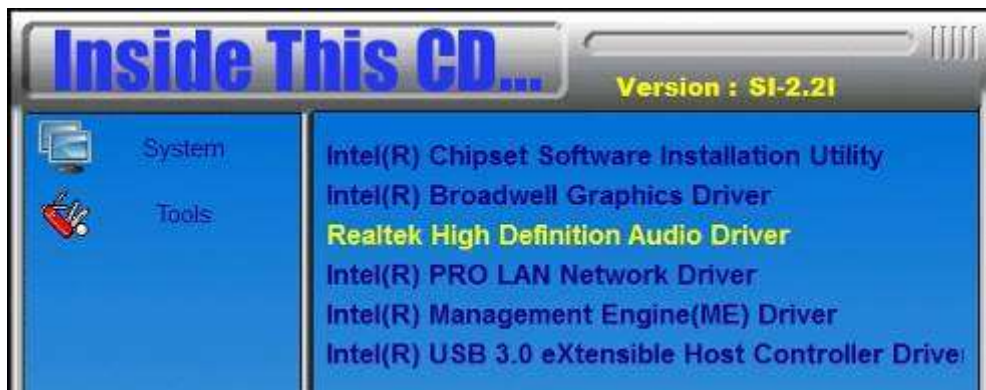 Inside This CD...
Version : SI-2.2I
System
Tools
Intel(R) Chipset Software Installation Utility
Intel(R) Broadwell Graphics Driver
Realtek High Definition Audio Driver
Intel(R) PRO LAN Network Driver
Intel(R) Management Engine(ME) Driver
Intel(R) USB 3.0 eXtensible Host Controller Drive